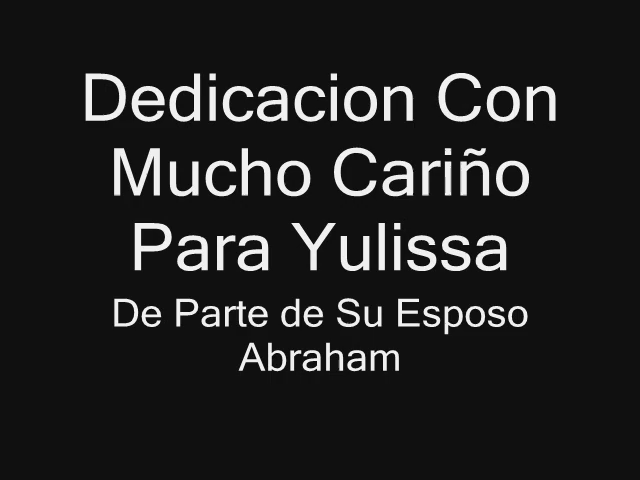 Dedicacion Con
Mucho Cariño
Para Yulissa
De Parte de Su Esposo
Abraham